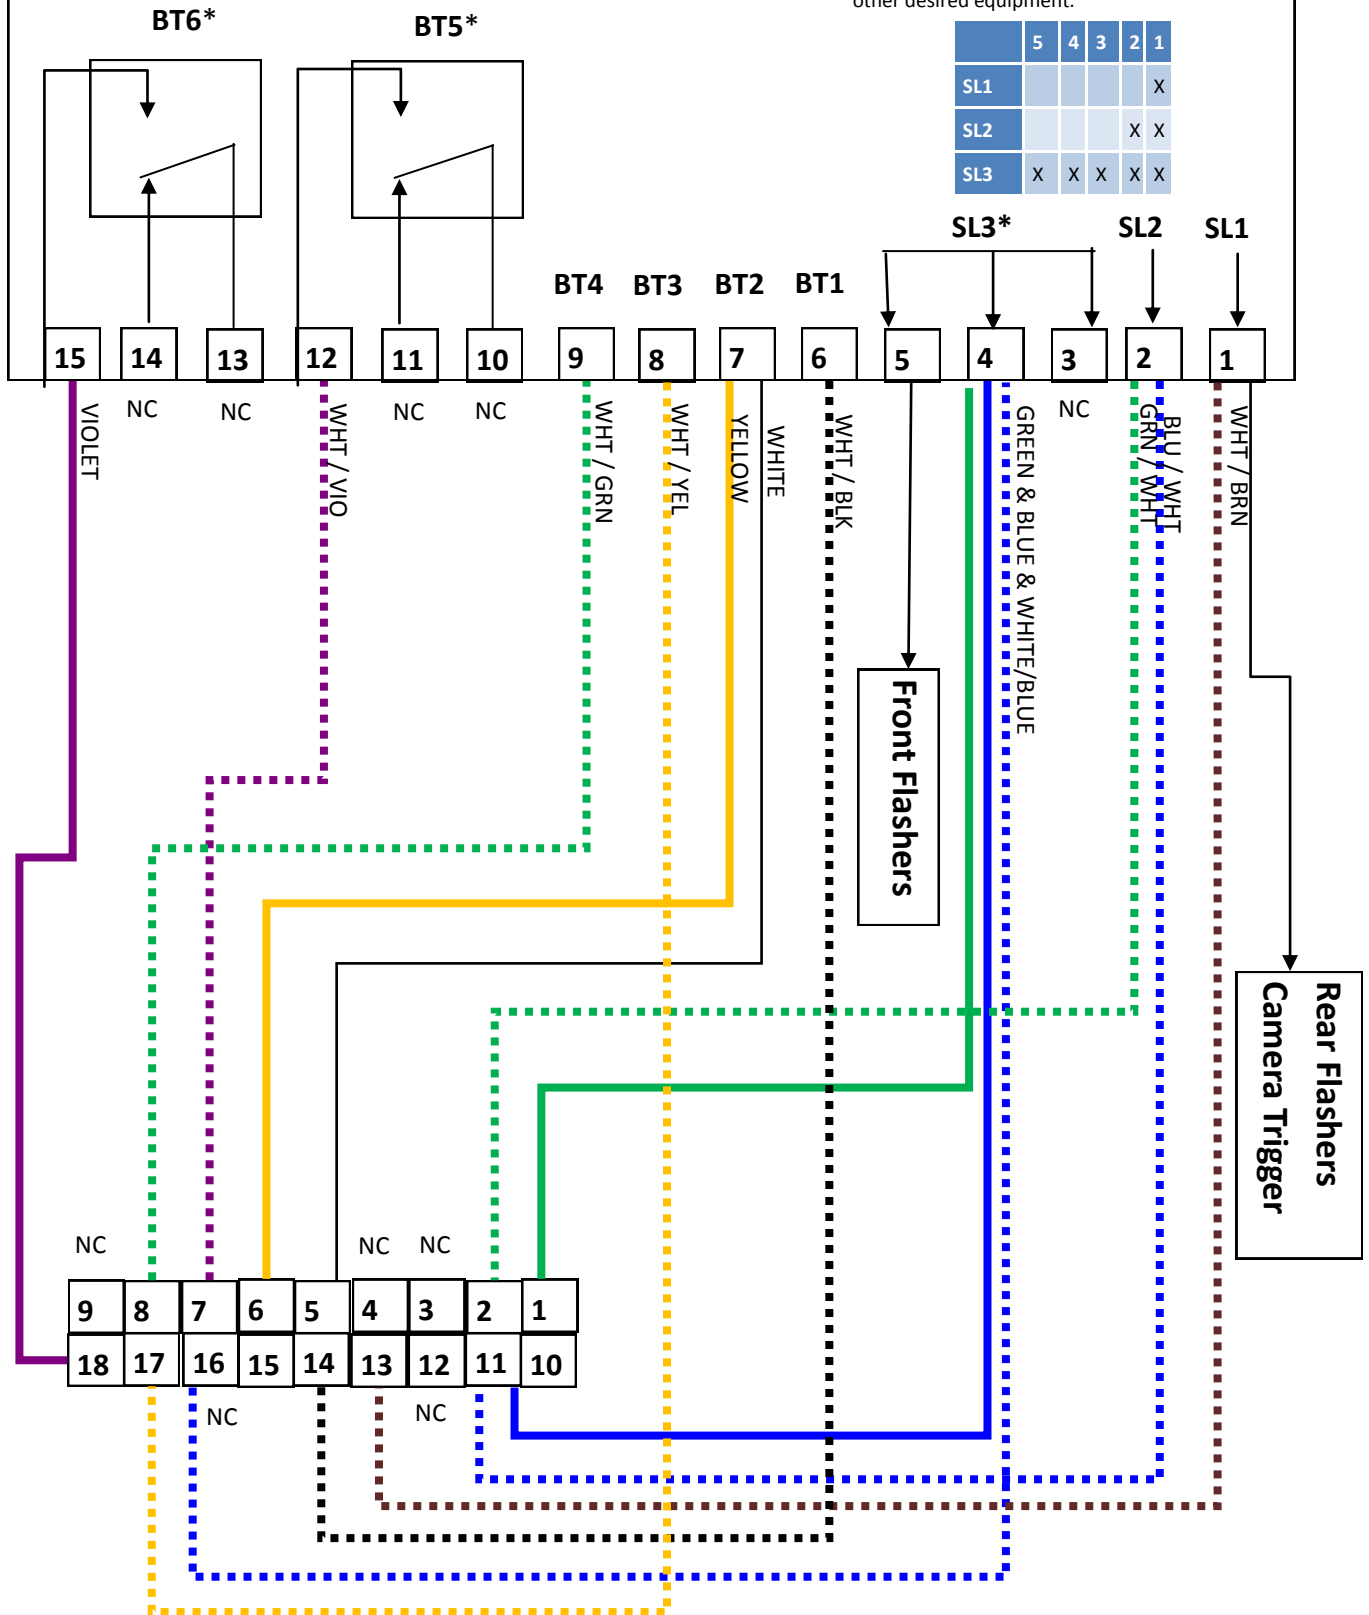 other desired equipment.
BT6*
BT5*
5 4 3 2 1
SL1 X
SL2 X X
SL3 X X X X X
SL3* SL2 SL1
BT4 BT3 BT2 BT1
15 14 13 12 11 10 9 8 7 6 5 4 3 2 1
NC NC NC NC NC
VIOLET
WHT / VIO
WHT / GRN
WHT / YEL
YELLOW
WHITE
WHT / BLK
GREEN & BLUE & WHITE/BLUE
GRN / WHT
BLU / WHT
WHT / BRN
Front Flashers
Rear Flashers
Camera Trigger
NC NC NC
9 8 7 6 5 4 3 2 1
18 17 16 15 14 13 12 11 10
NC NC